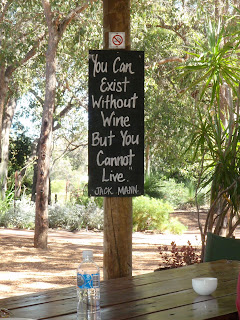 "You Can
Exist
Without
Wine
But You
Cannot
Live"
JACK MANN